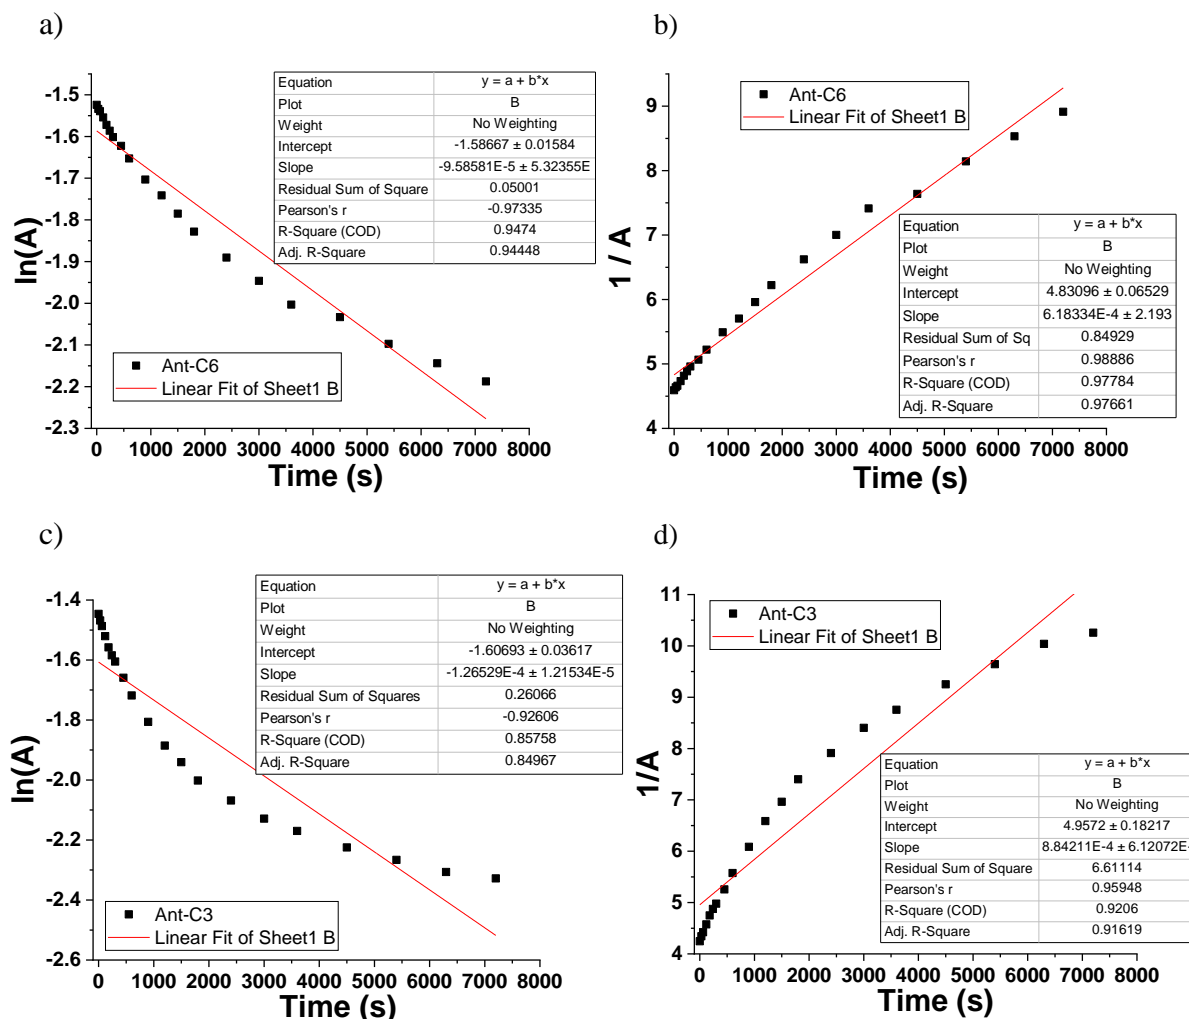 a)
Equation y = a + b*x
Plot B
Weight No Weighting
Intercept -1.58667 ± 0.01584
Slope -9.58581E-5 ± 5.32355E
Residual Sum of Square 0.05001
Pearson's r -0.97335
R-Square (COD) 0.9474
Adj. R-Square 0.94448
-1.5
-1.6
-1.7
-1.8
-1.9
-2.0
-2.1
-2.2
-2.3
ln(A)
Ant-C6
Linear Fit of Sheet1 B
0 1000 2000 3000 4000 5000 6000 7000 8000
Time (s)
b)
Ant-C6
Linear Fit of Sheet1 B
9
8
7
6
5
4
1 / A
Equation y = a + b*x
Plot B
Weight No Weighting
Intercept 4.83096 ± 0.06529
Slope 6.18334E-4 ± 2.193
Residual Sum of Sq 0.84929
Pearson's r 0.98886
R-Square (COD) 0.97784
Adj. R-Square 0.97661
0 1000 2000 3000 4000 5000 6000 7000 8000
Time (s)
c)
Equation y = a + b*x
Plot B
Weight No Weighting
Intercept -1.60693 ± 0.03617
Slope -1.26529E-4 ± 1.21534E-5
Residual Sum of Squares 0.26066
Pearson's r -0.92606
R-Square (COD) 0.85758
Adj. R-Square 0.84967
-1.4
-1.6
-1.8
-2.0
-2.2
-2.4
-2.6
ln(A)
Ant-C3
Linear Fit of Sheet1 B
0 1000 2000 3000 4000 5000 6000 7000 8000
Time (s)
d)
Ant-C3
Linear Fit of Sheet1 B
11
10
9
8
7
6
5
4
1/A
Equation y = a + b*x
Plot B
Weight No Weighting
Intercept 4.9572 ± 0.18217
Slope 8.84211E-4 ± 6.12072E-
Residual Sum of Square 6.61114
Pearson's r 0.95948
R-Square (COD) 0.9206
Adj. R-Square 0.91619
0 1000 2000 3000 4000 5000 6000 7000 8000
Time (s)